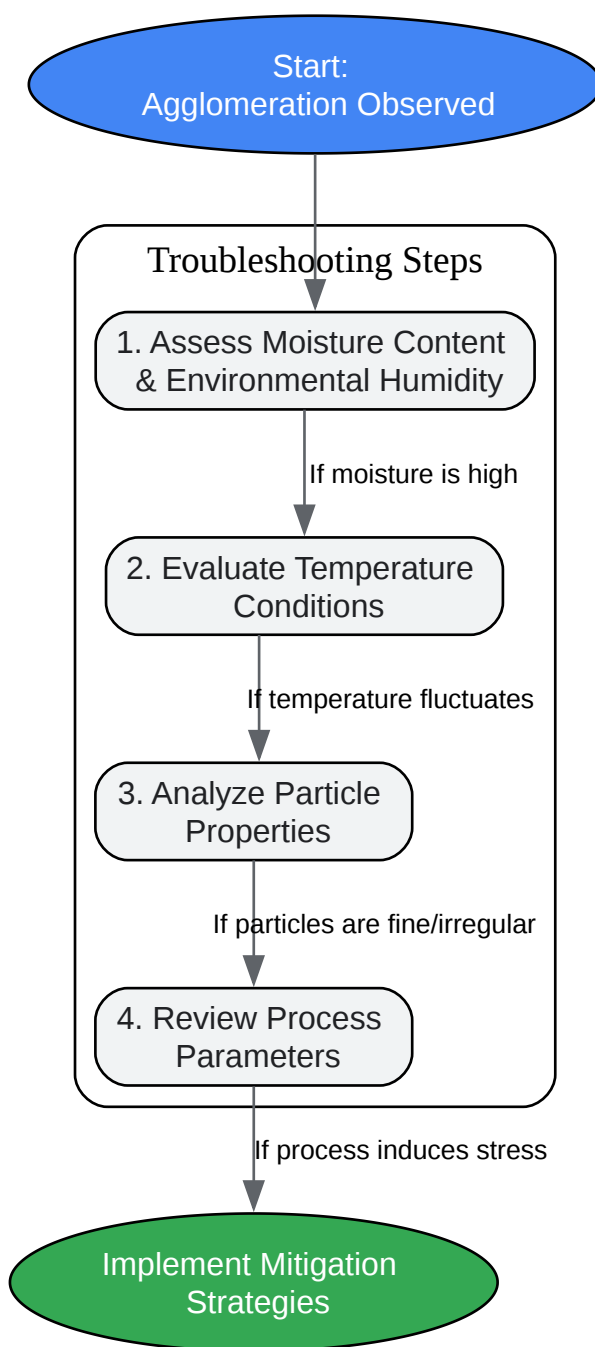 Start:
Agglomeration Observed
Troubleshooting Steps
1. Assess Moisture Content
& Environmental Humidity
If moisture is high
2. Evaluate Temperature
Conditions
If temperature fluctuates
3. Analyze Particle
Properties
If particles are fine/irregular
4. Review Process
Parameters
If process induces stress
Implement Mitigation
Strategies